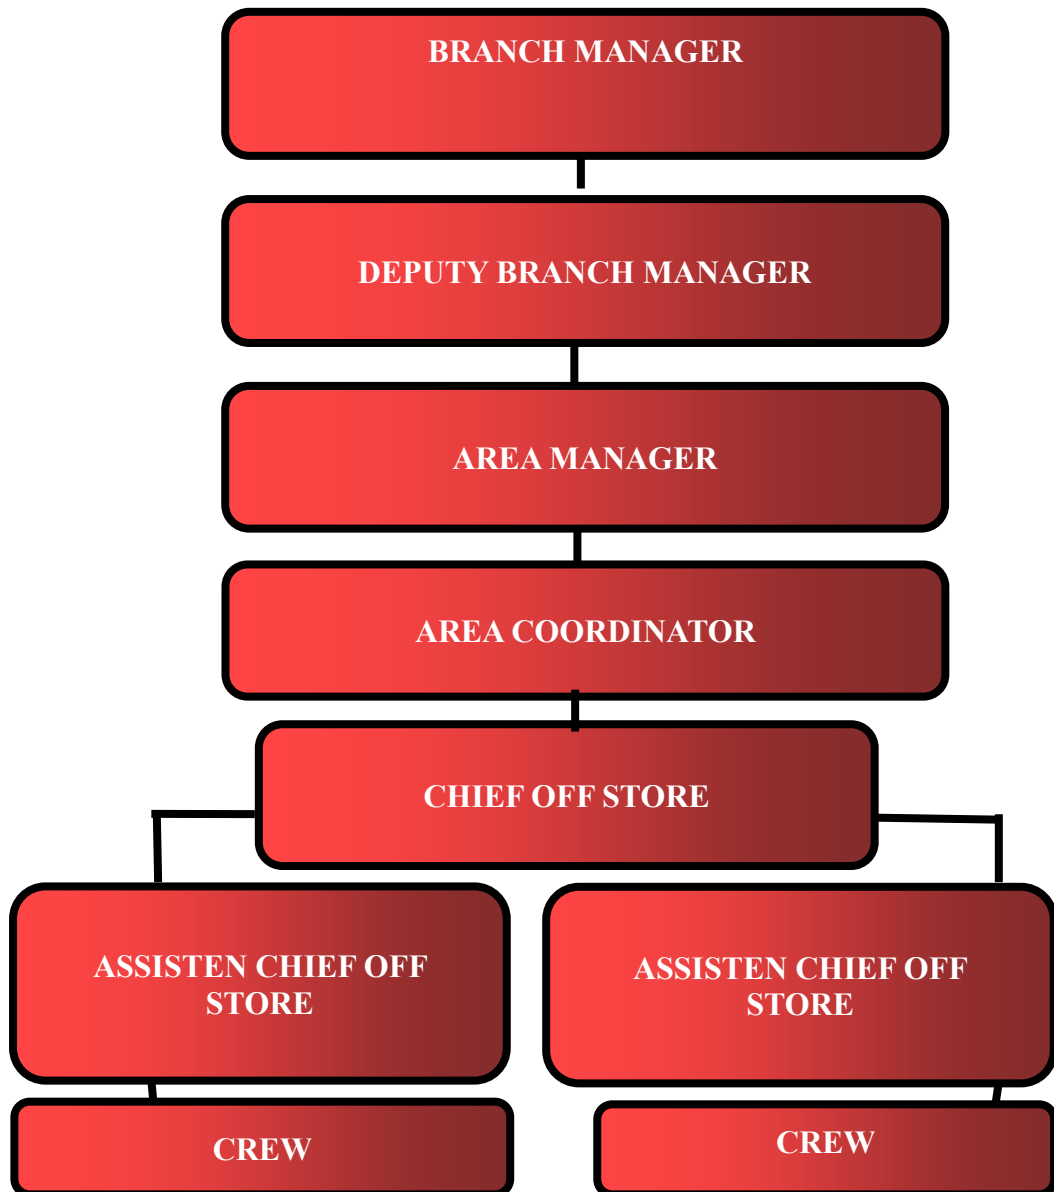 BRANCH MANAGER
DEPUTY BRANCH MANAGER
AREA MANAGER
AREA COORDINATOR
CHIEF OFF STORE
ASSISTEN CHIEF OFF
STORE
ASSISTEN CHIEF OFF
STORE
CREW
CREW